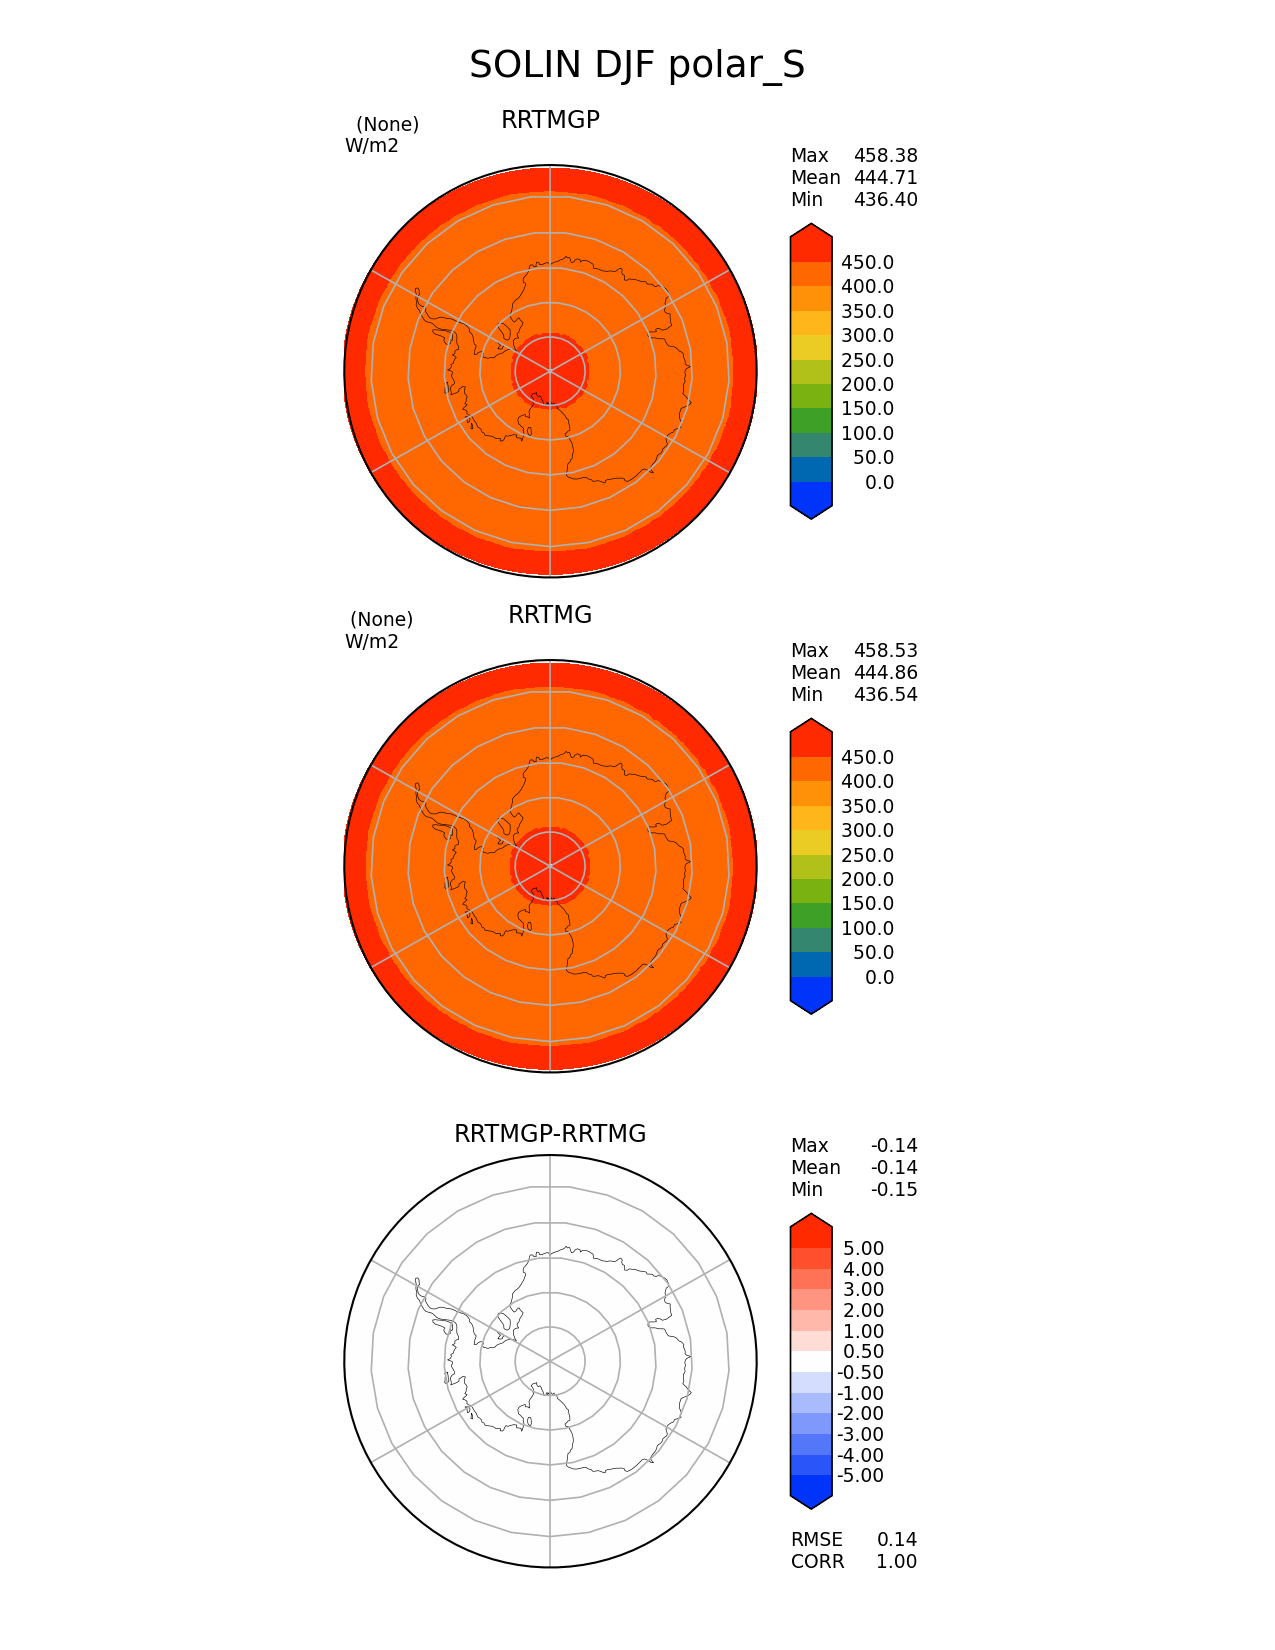 SOLIN DJF polar_S
RRTMGP
(None)
W/m2
Max 458.38
Mean 444.71
Min 436.40
450.0
400.0
350.0
300.0
250.0
200.0
150.0
100.0
50.0
0.0
RRTMG
(None)
W/m2
Max 458.53
Mean 444.86
Min 436.54
450.0
400.0
350.0
300.0
250.0
200.0
150.0
100.0
50.0
0.0
RRTMGP-RRTMG
Max -0.14
Mean -0.14
Min -0.15
5.00
4.00
3.00
2.00
1.00
0.50
-0.50
-1.00
-2.00
-3.00
-4.00
-5.00
RMSE 0.14
CORR 1.00